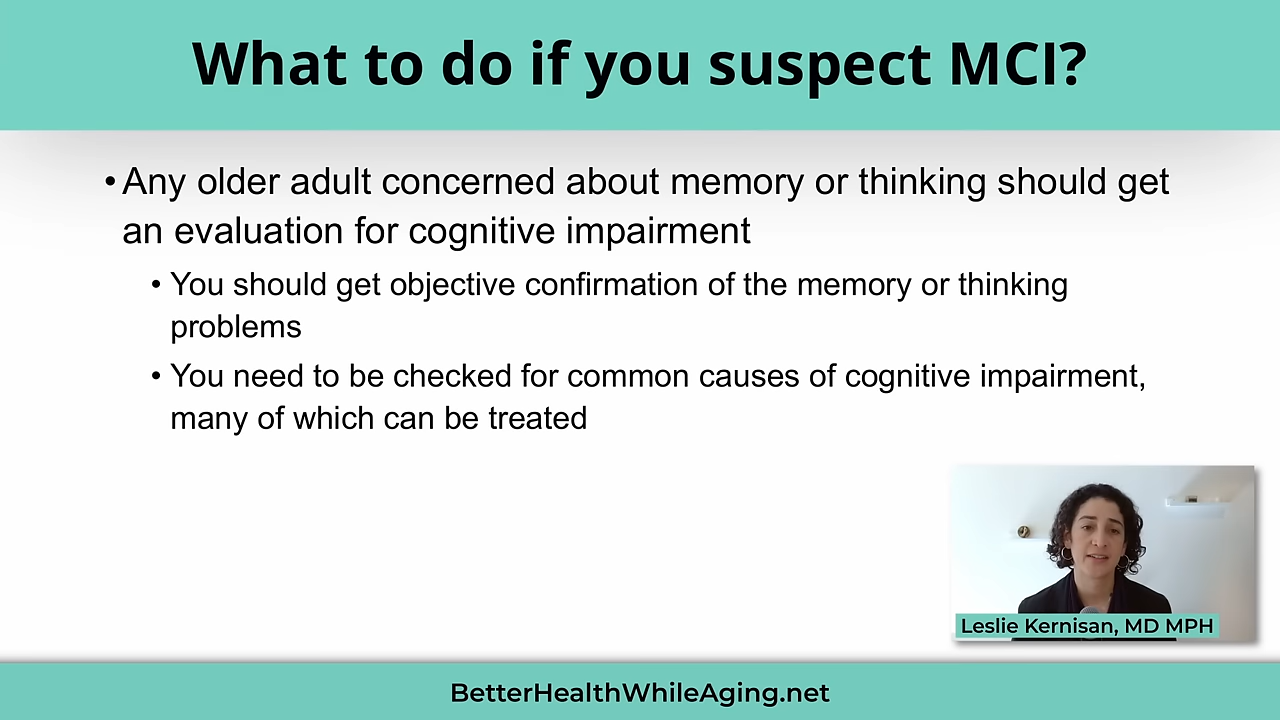 What to do if you suspect MCI?
• Any older adult concerned about memory or thinking should get
an evaluation for cognitive impairment
• You should get objective confirmation of the memory or thinking
problems
• You need to be checked for common causes of cognitive impairment,
many of which can be treated
Leslie Kernisan, MD MPH
BetterHealthWhileAging.net